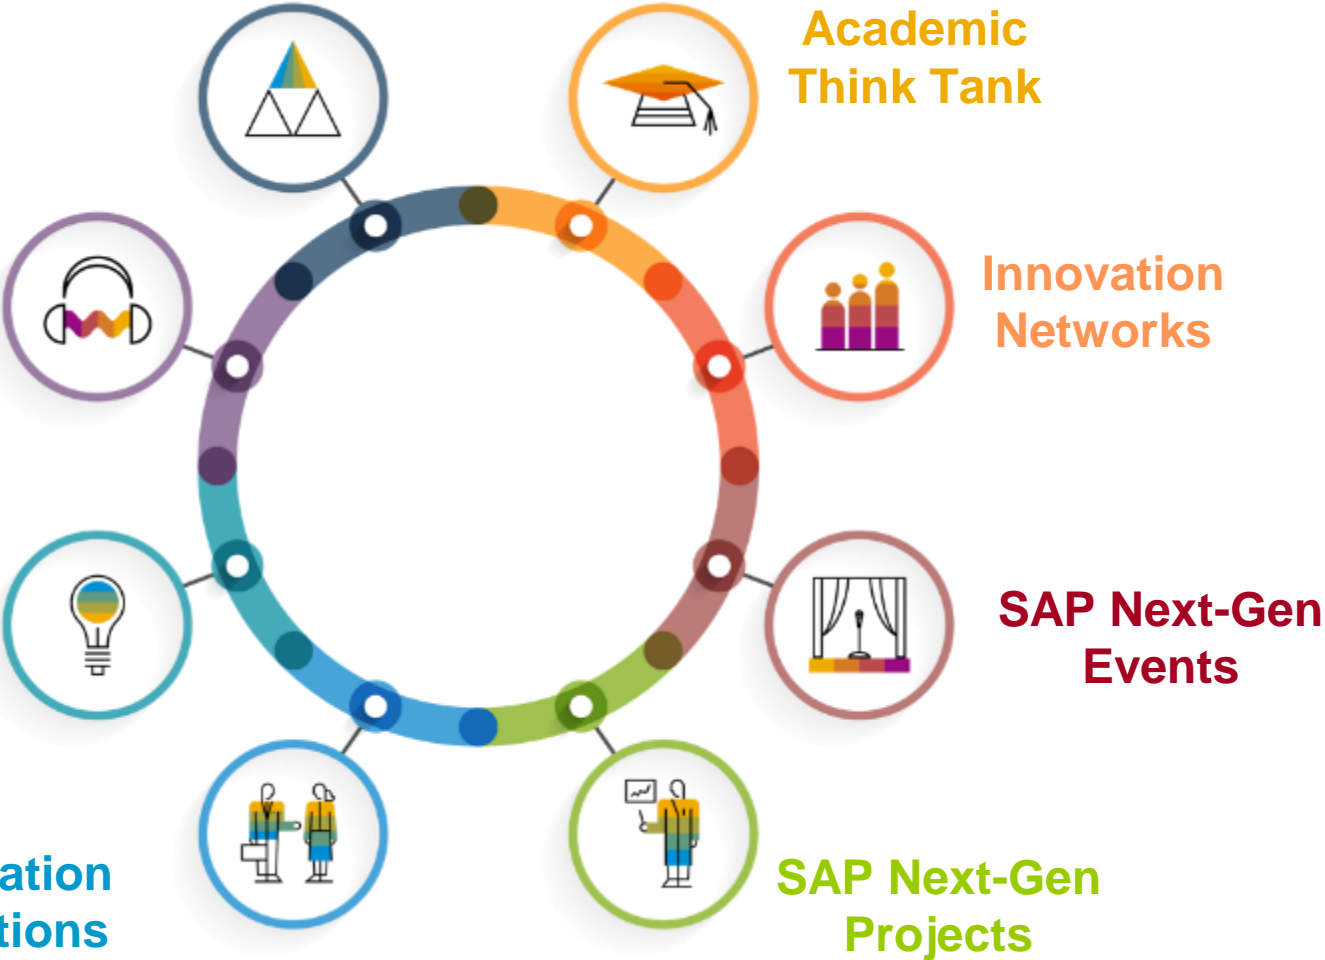 Academic
Think Tank
Innovation
Networks
SAP Next-Gen
Events
SAP Next-Gen
Projects
ation
tions